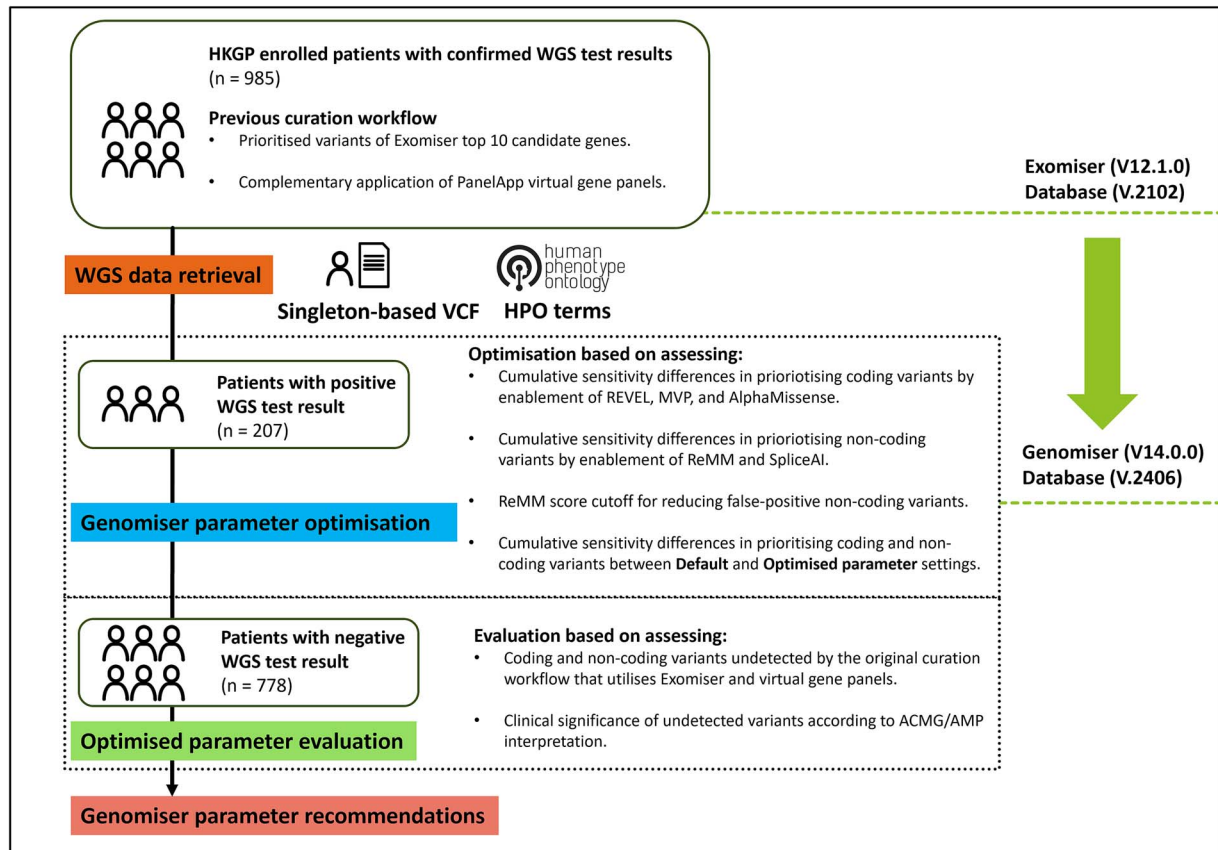 HKGP enrolled patients with confirmed WGS test results
(n = 985)
Previous curation workflow
• Prioritised variants of Exomiser top 10 candidate genes.
• Complementary application of PanelApp virtual gene panels.
Exomiser (V12.1.0)
Database (V.2102)
WGS data retrieval
Singleton-based VCF
human
phenotype
ontology
HPO terms
Patients with positive
WGS test result
(n = 207)
Genomiser parameter optimisation
Optimisation based on assessing:
• Cumulative sensitivity differences in prioriotising coding variants by
enablement of REVEL, MVP, and AlphaMissense.
• Cumulative sensitivity differences in prioriotising non-coding
variants by enablement of ReMM and SpliceAI.
• ReMM score cutoff for reducing false-positive non-coding variants.
• Cumulative sensitivity differences in prioritising coding and non-
coding variants between Default and Optimised parameter settings.
Genomiser (V14.0.0)
Database (V.2406)
Patients with negative
WGS test result
(n = 778)
Optimised parameter evaluation
Evaluation based on assessing:
• Coding and non-coding variants undetected by the original curation
workflow that utilises Exomiser and virtual gene panels.
• Clinical significance of undetected variants according to ACMG/AMP
interpretation.
Genomiser parameter recommendations